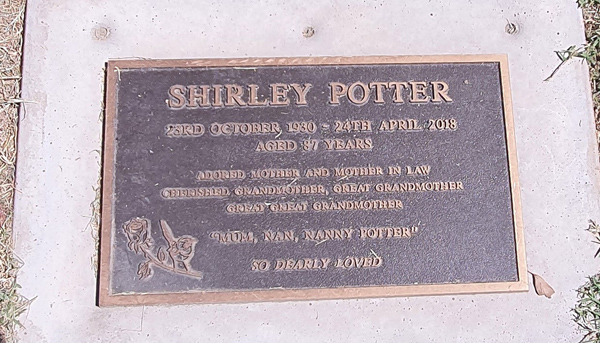 SHIRLEY POTTER
23RD OCTOBER 1930 ~ 24TH APRIL 2018
AGED 87 YEARS
ADORED MOTHER AND MOTHER IN LAW
CHERISHED GRANDMOTHER, GREAT GRANDMOTHER
GREAT GREAT GRANDMOTHER
"MUM, NAN, NANNY POTTER"
SO DEARLY LOVED